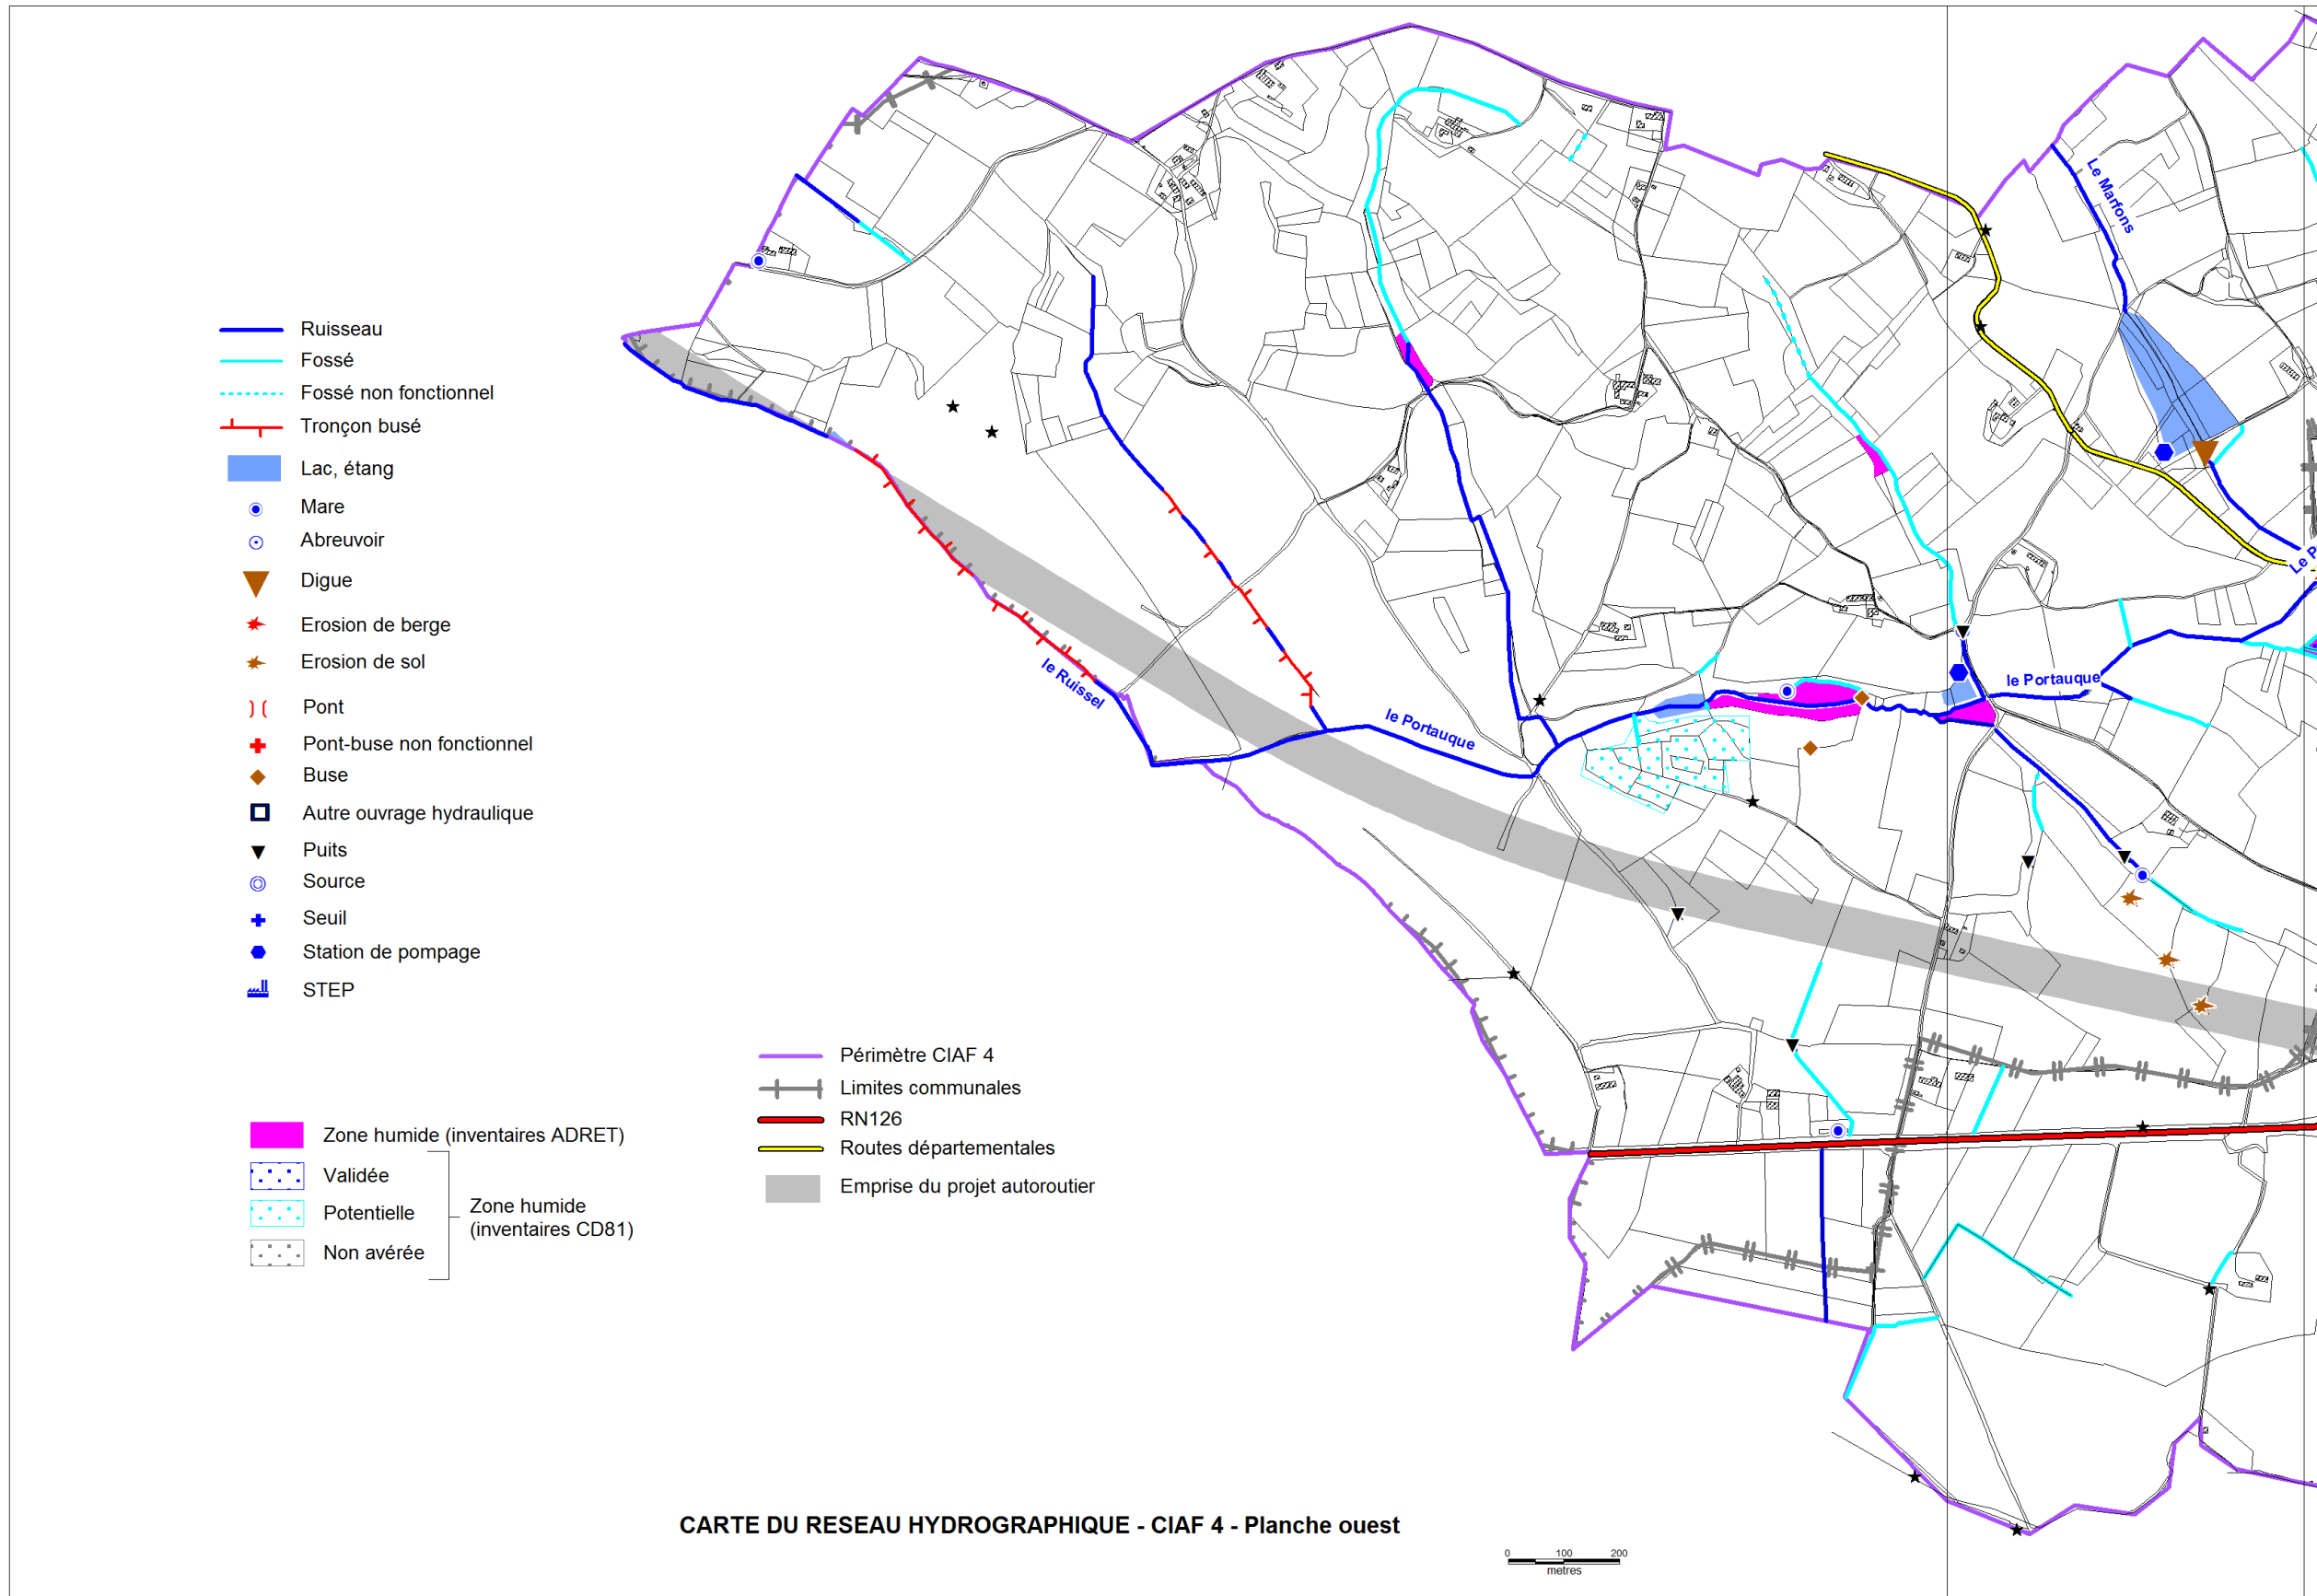 Le Marfons
Ruisseau
Fossé
Fossé non fonctionnel
Tronçon busé
Lac, étang
Mare
Abreuvoir
Digue
Erosion de berge
Erosion de sol
Pont
Pont-buse non fonctionnel
Buse
Autre ouvrage hydraulique
Puits
Source
Seuil
Station de pompage
STEP
Le P
le Ruissel
le Portauque
le Portauque
Périmètre CIAF 4
Limites communales
RN126
Routes départementales
Emprise du projet autoroutier
Zone humide (inventaires ADRET)
Validée
Potentielle
Non avérée
Zone humide
(inventaires CD81)
CARTE DU RESEAU HYDROGRAPHIQUE - CIAF 4 - Planche ouest
0 100 200
metres